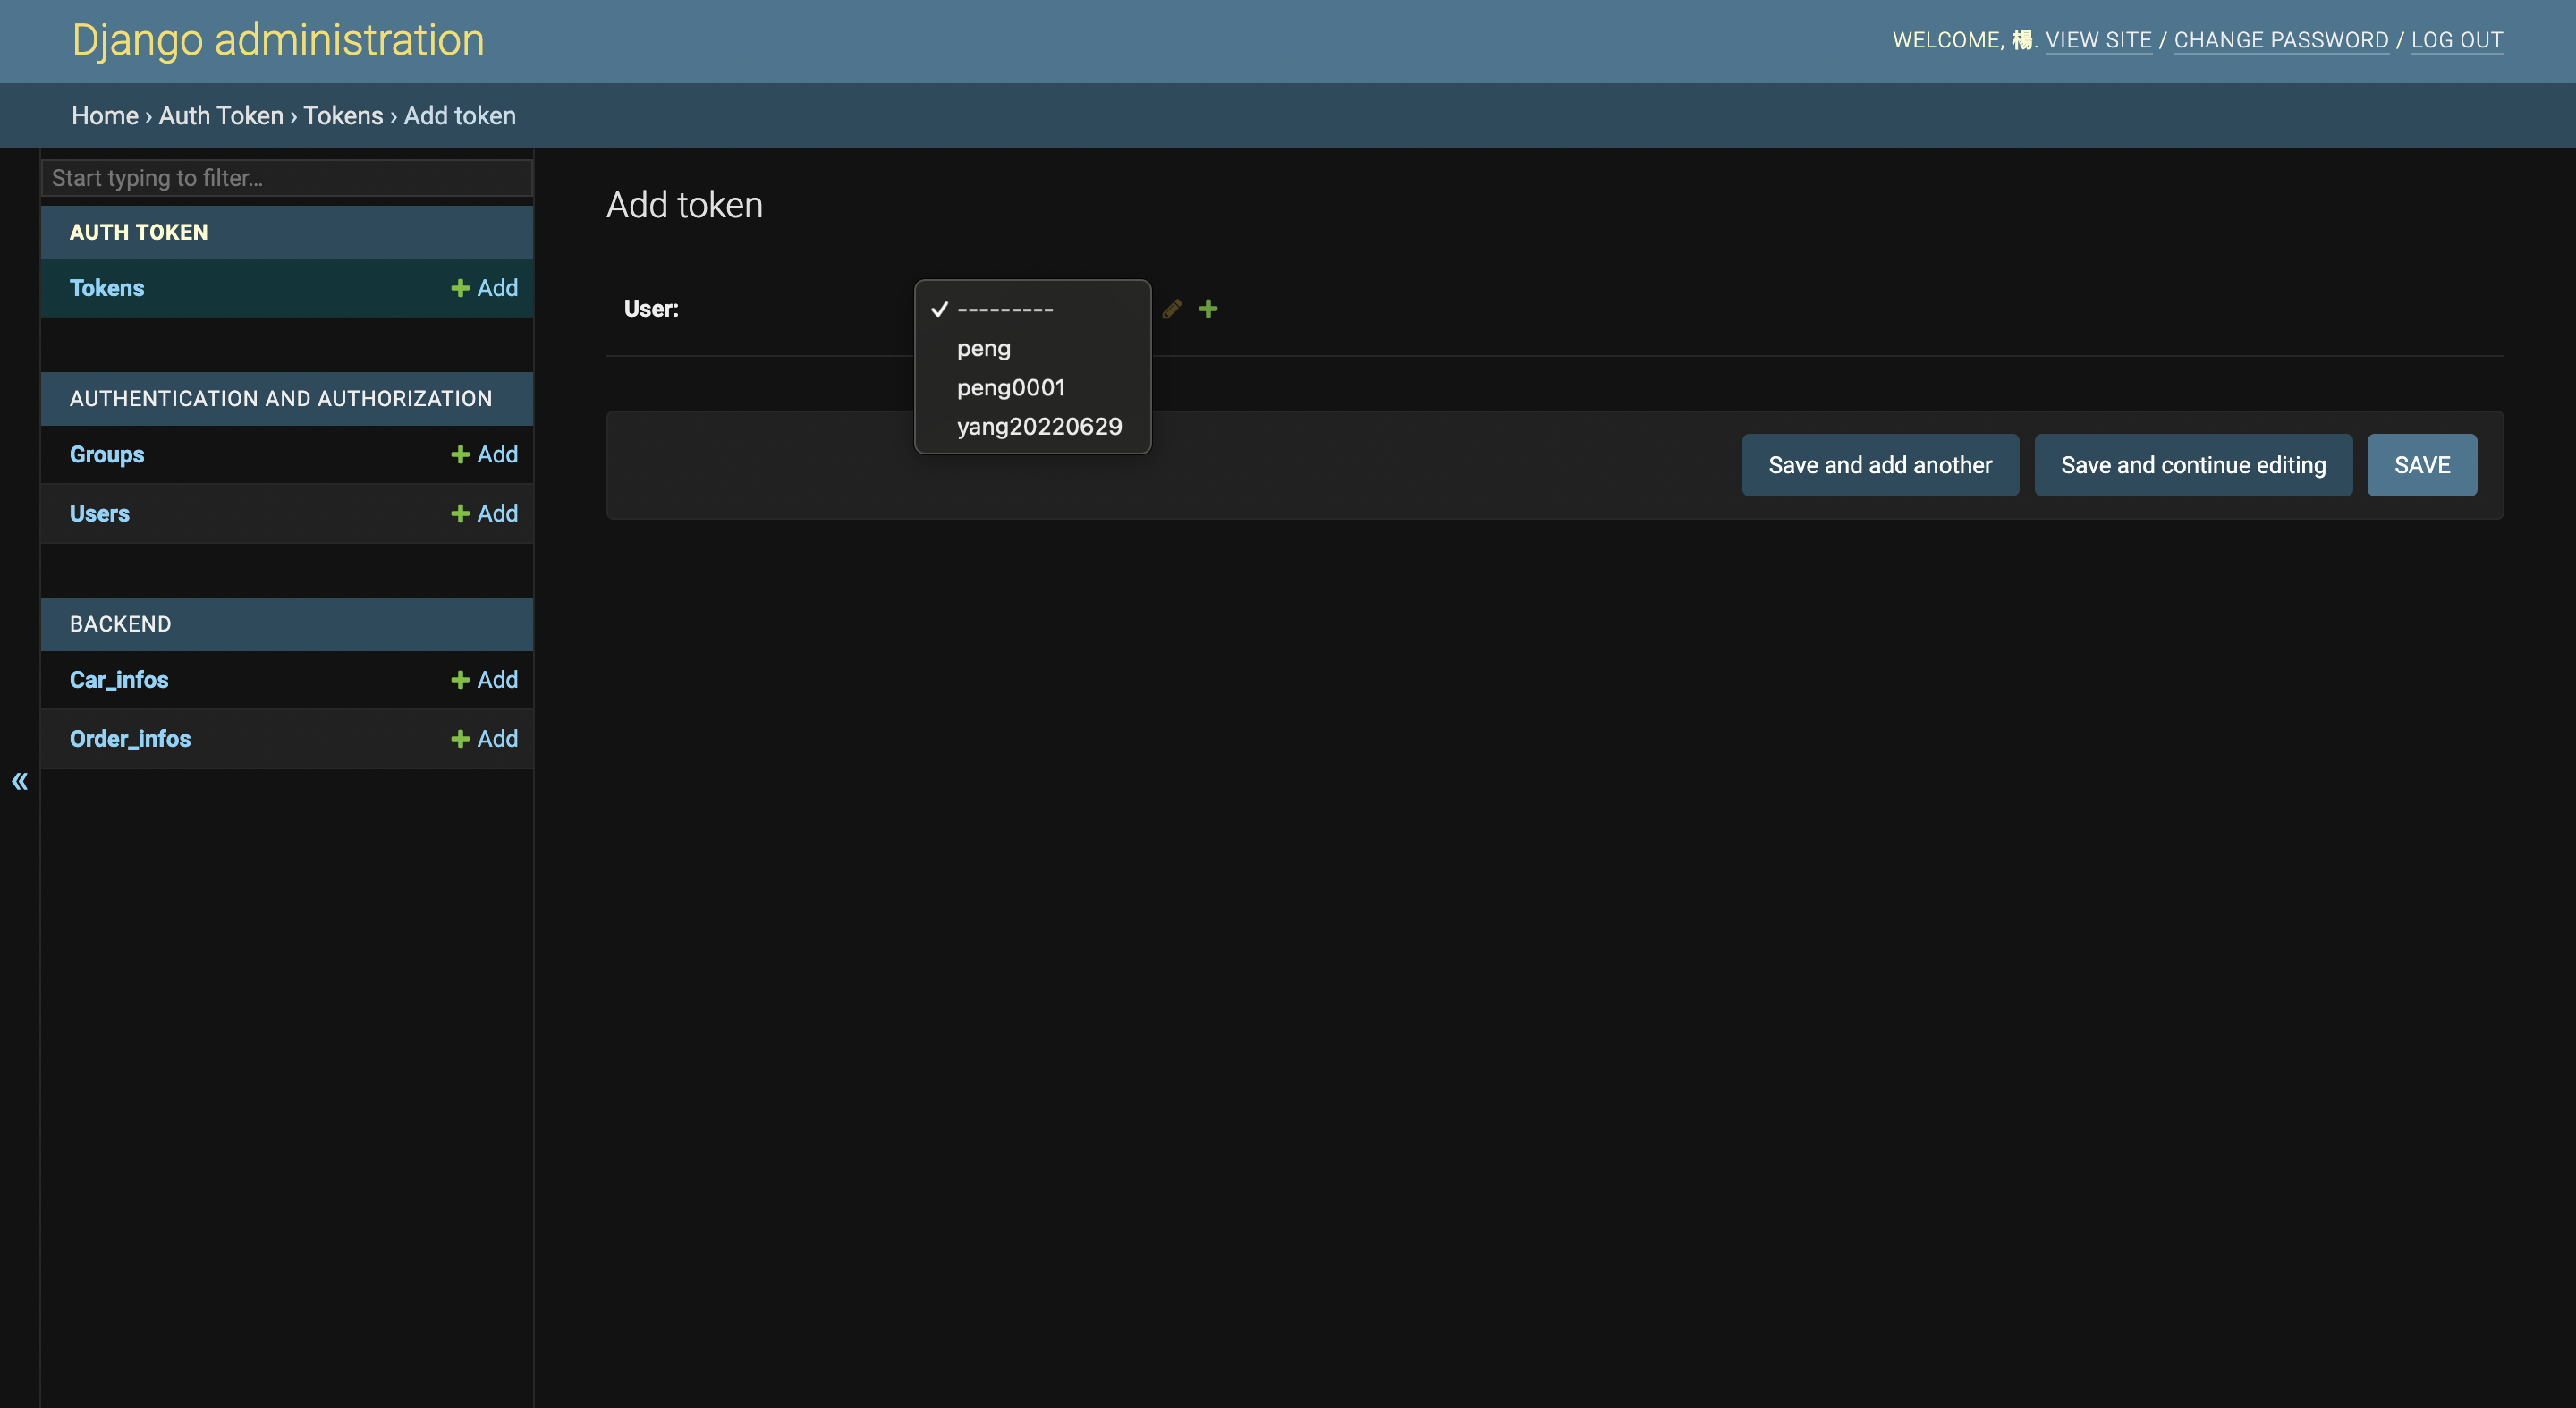 Django administration
WELCOME, 楊. VIEW SITE / CHANGE PASSWORD / LOG OUT
Home › Auth Token › Tokens › Add token
Start typing to filter...
AUTH TOKEN
Tokens + Add
AUTHENTICATION AND AUTHORIZATION
Groups + Add
Users + Add
BACKEND
Car_infos + Add
Order_infos + Add
«
Add token
User:
✓ ---------
peng
peng0001
yang20220629
Save and add another
Save and continue editing
SAVE